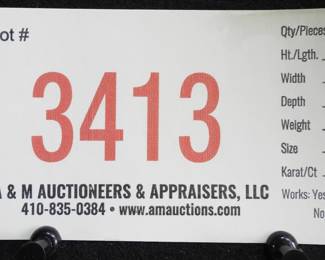 ot #
3413
A & M AUCTIONEERS & APPRAISERS, LLC
410-835-0384 • www.amauctions.com
Qty/Pieces
Ht./Lgth.
Width
Depth
Weight
Size
Karat/Ct
Works: Yes
No